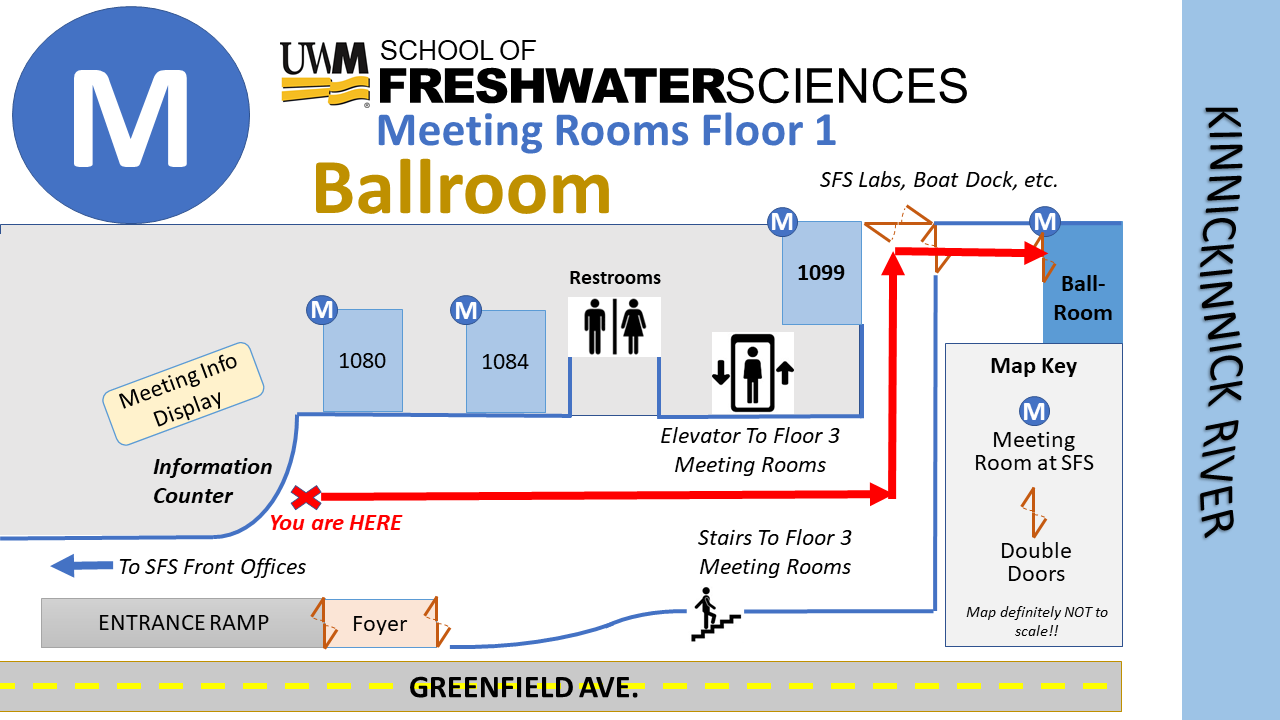 M
UWM
®
SCHOOL OF
FRESHWATERSCIENCES
Meeting Rooms Floor 1
Ballroom
SFS Labs, Boat Dock, etc.
M
M
1099
Ball-
Room
Restrooms
M
M
1080
1084
Meeting Info
Display
Elevator To Floor 3
Meeting Rooms
Information
Counter
You are HERE
To SFS Front Offices
Stairs To Floor 3
Meeting Rooms
ENTRANCE RAMP
Foyer
GREENFIELD AVE.
Map Key
M
Meeting
Room at SFS
Double
Doors
Map definitely NOT to
scale!!
KINNICKINNICK RIVER